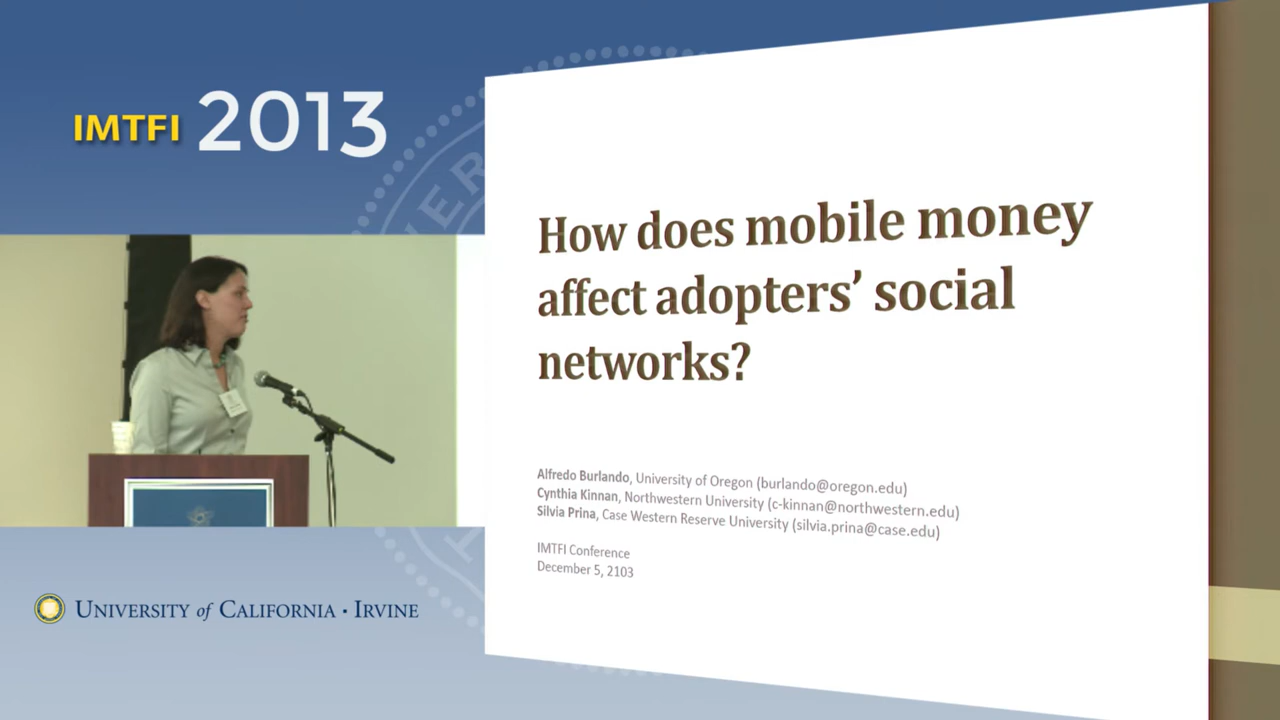 IMTFI 2013
How does mobile money
affect adopters’ social
networks?
Alfredo Burlando, University of Oregon (burlando@oregon.edu)
Cynthia Kinnan, Northwestern University (c-kinnan@northwestern.edu)
Silvia Prina, Case Western Reserve University (silvia.prina@case.edu)
IMTFI Conference
December 5, 2103
UNIVERSITY of CALIFORNIA · IRVINE